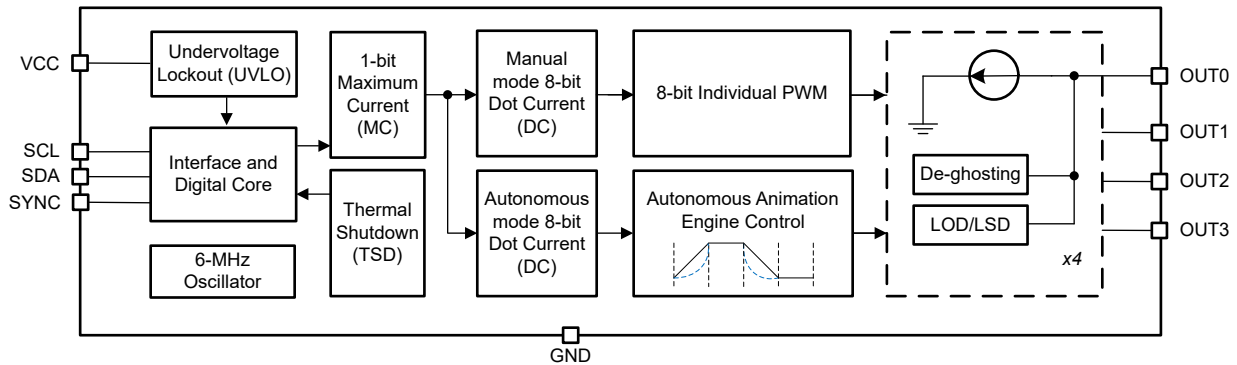 VCC
SCL
SDA
SYNC
Undervoltage
Lockout (UVLO)
Interface and
Digital Core
6-MHz
Oscillator
1-bit
Maximum
Current
(MC)
Thermal
Shutdown
(TSD)
Manual
mode 8-bit
Dot Current
(DC)
Autonomous
mode 8-bit
Dot Current
(DC)
8-bit Individual PWM
Autonomous Animation
Engine Control
De-ghosting
LOD/LSD
x4
OUT0
OUT1
OUT2
OUT3
GND